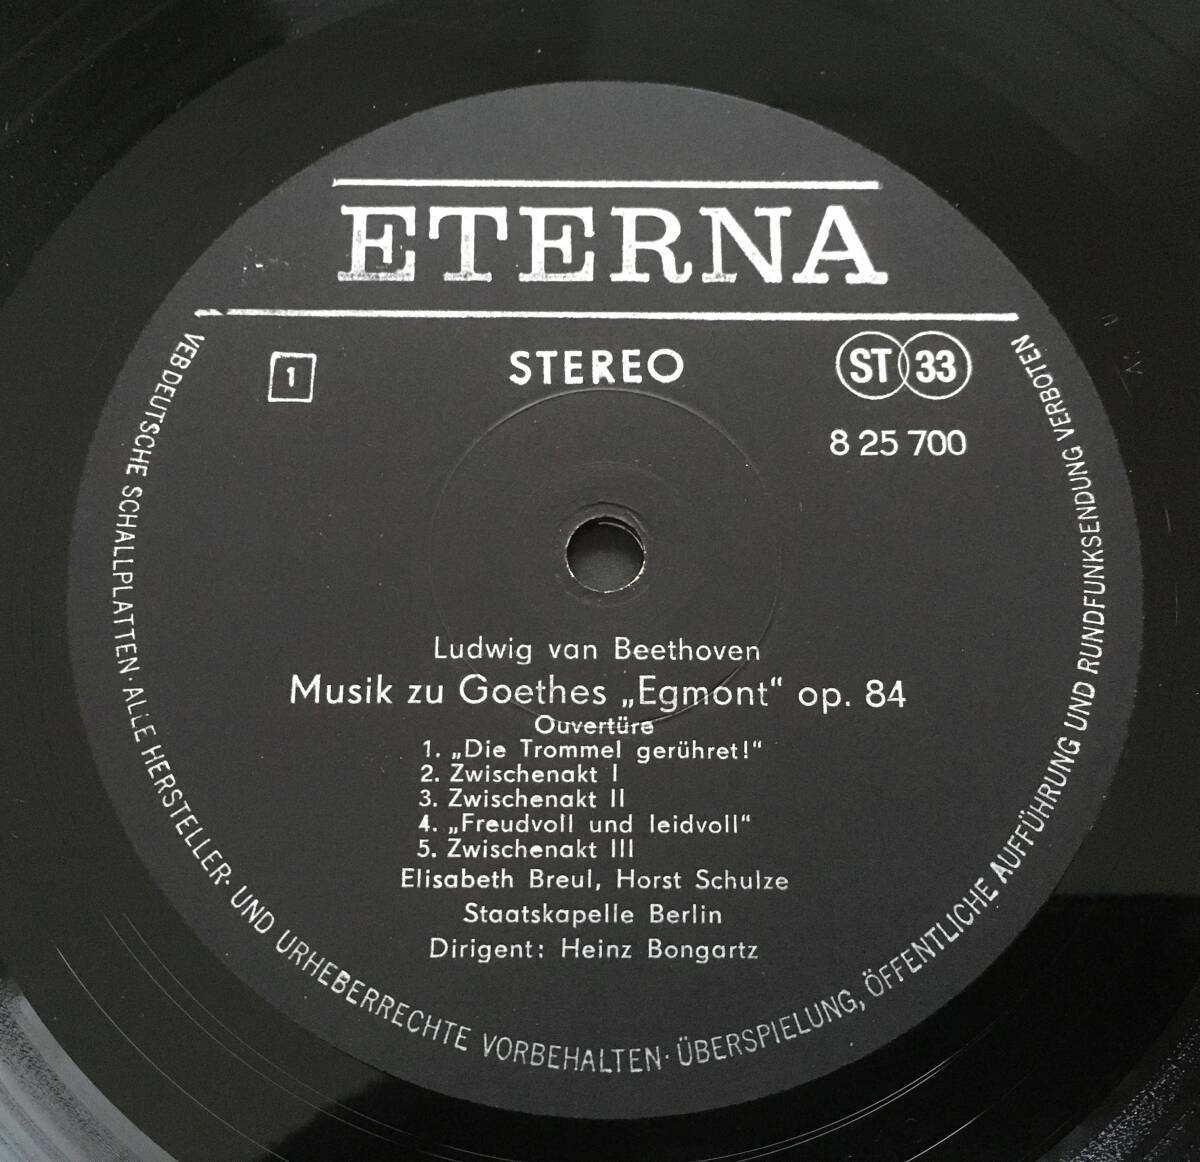 ETERNA
1 STEREO ST 33
8 25 700
Ludwig van Beethoven
Musik zu Goethes „Egmont“ op. 84
Ouvertüre
1. „Die Trommel gerühret!“
2. Zwischenakt I
3. Zwischenakt II
4. „Freudvoll und leidvoll“
5. Zwischenakt III
Elisabeth Breul, Horst Schulze
Staatskapelle Berlin
Dirigent: Heinz Bongartz
VEB DEUTSCHE SCHALLPLATTEN · ALLE HERSTELLER- UND URHEBERRECHTE VORBEHALTEN · ÜBERSPIELUNG, ÖFFENTLICHE AUFFÜHRUNG UND RUNDFUNKSENDUNG VERBOTEN